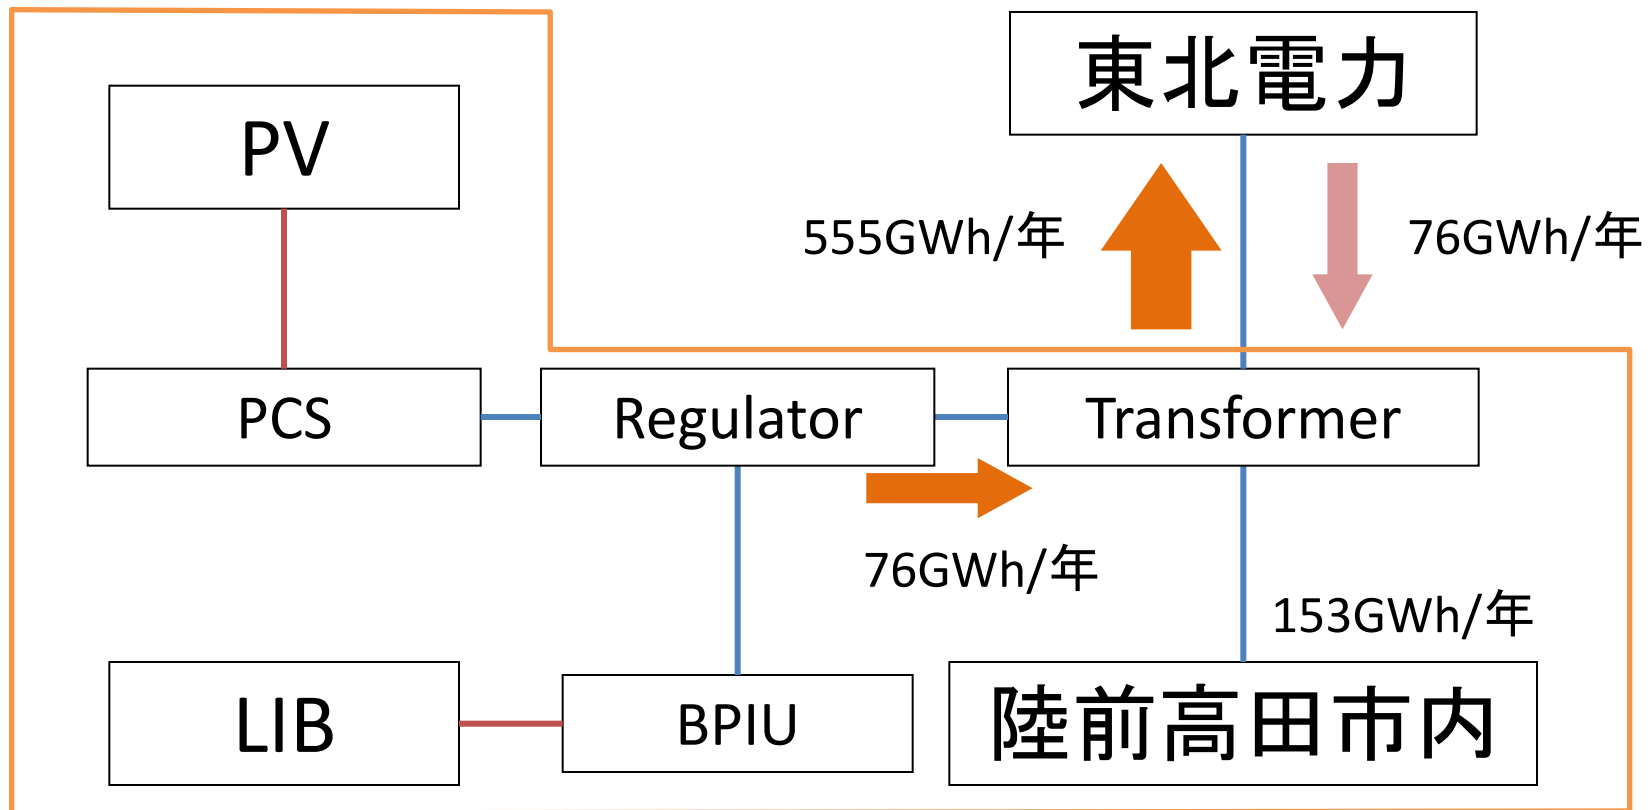 東北電力
PV
555GWh/年
76GWh/年
PCS
Regulator
Transformer
76GWh/年
153GWh/年
LIB
BPIU
陸前高田市内